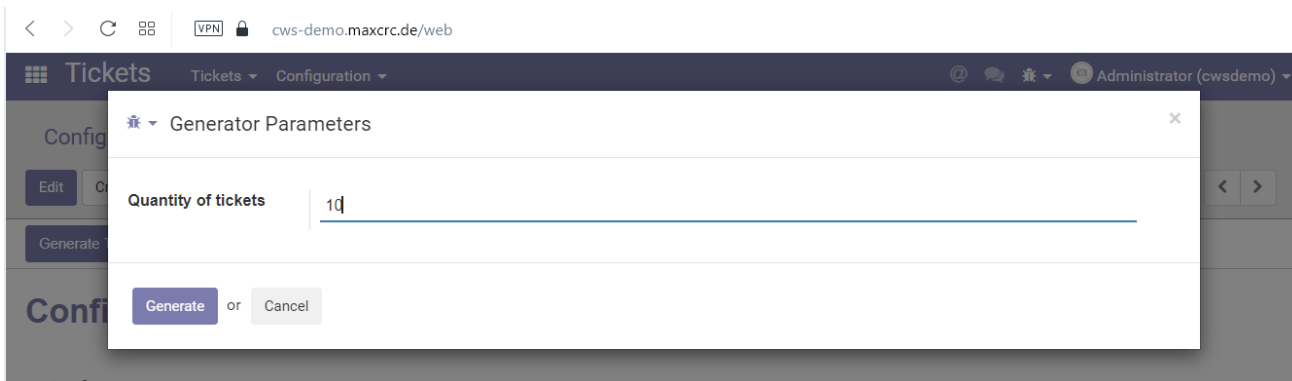 VPN cws-demo.maxcrc.de/web
Tickets Tickets Configuration @ Administrator (cwsdemo)
Generator Parameters ×
Config
Edit Cr
Quantity of tickets 10
Generate T
Generate or Cancel
Confi